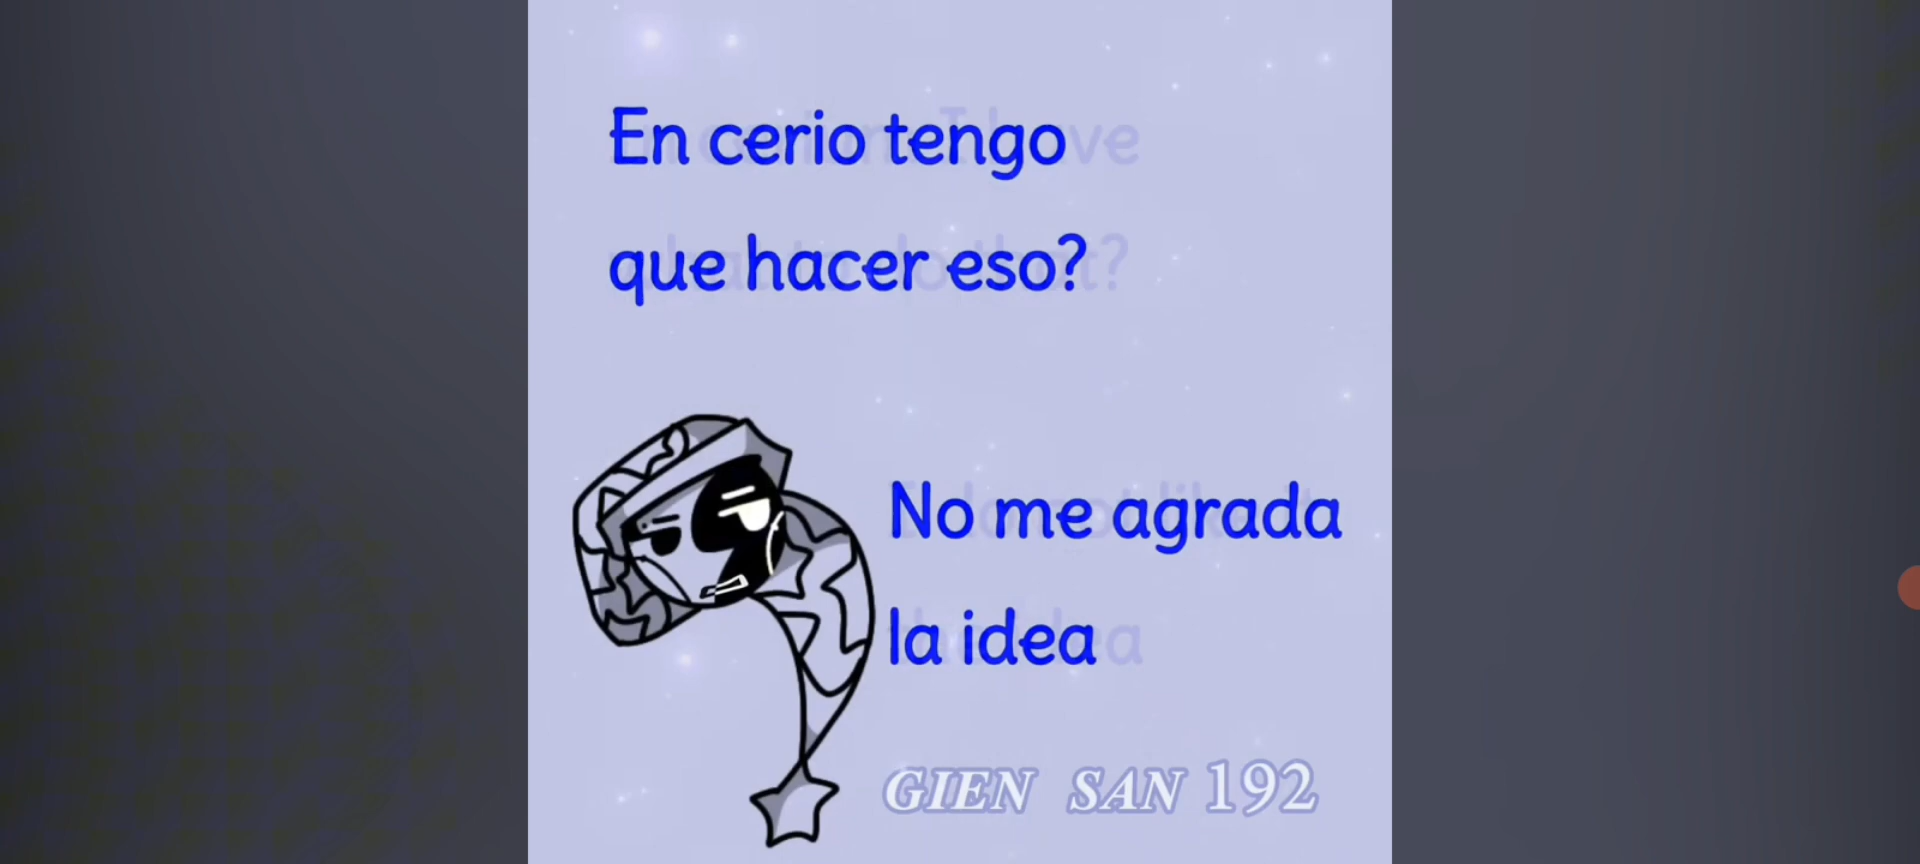 En cerio tengo
que hacer eso?
No me agrada
la idea
GIEN SAN 192